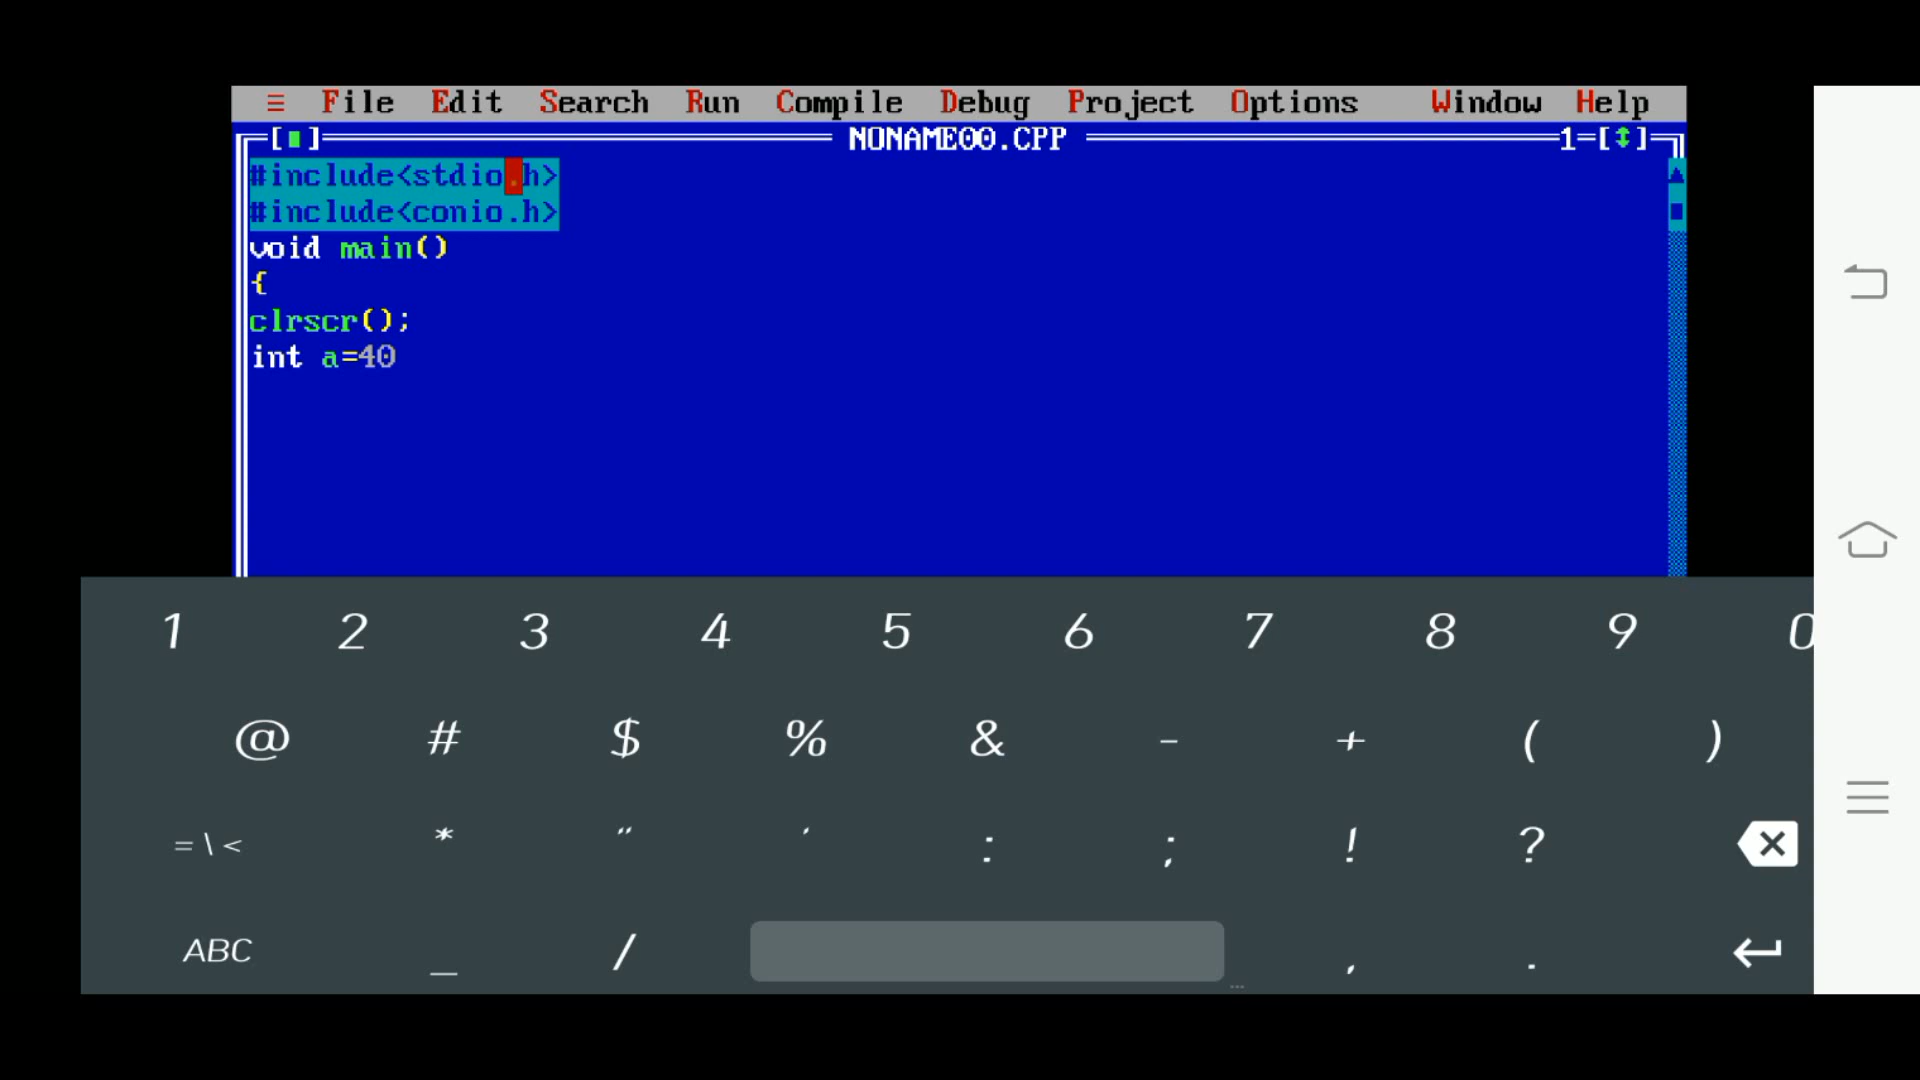 ≡ File Edit Search Run Compile Debug Project Options Window Help
[■] NONAME00.CPP 1=[↕]
#include<stdio.h>
#include<conio.h>
void main()
{
clrscr();
int a=40
1 2 3 4 5 6 7 8 9 0
@ # $ % & - + ( )
= \ < * " ' : ; ! ?
ABC _ / , .